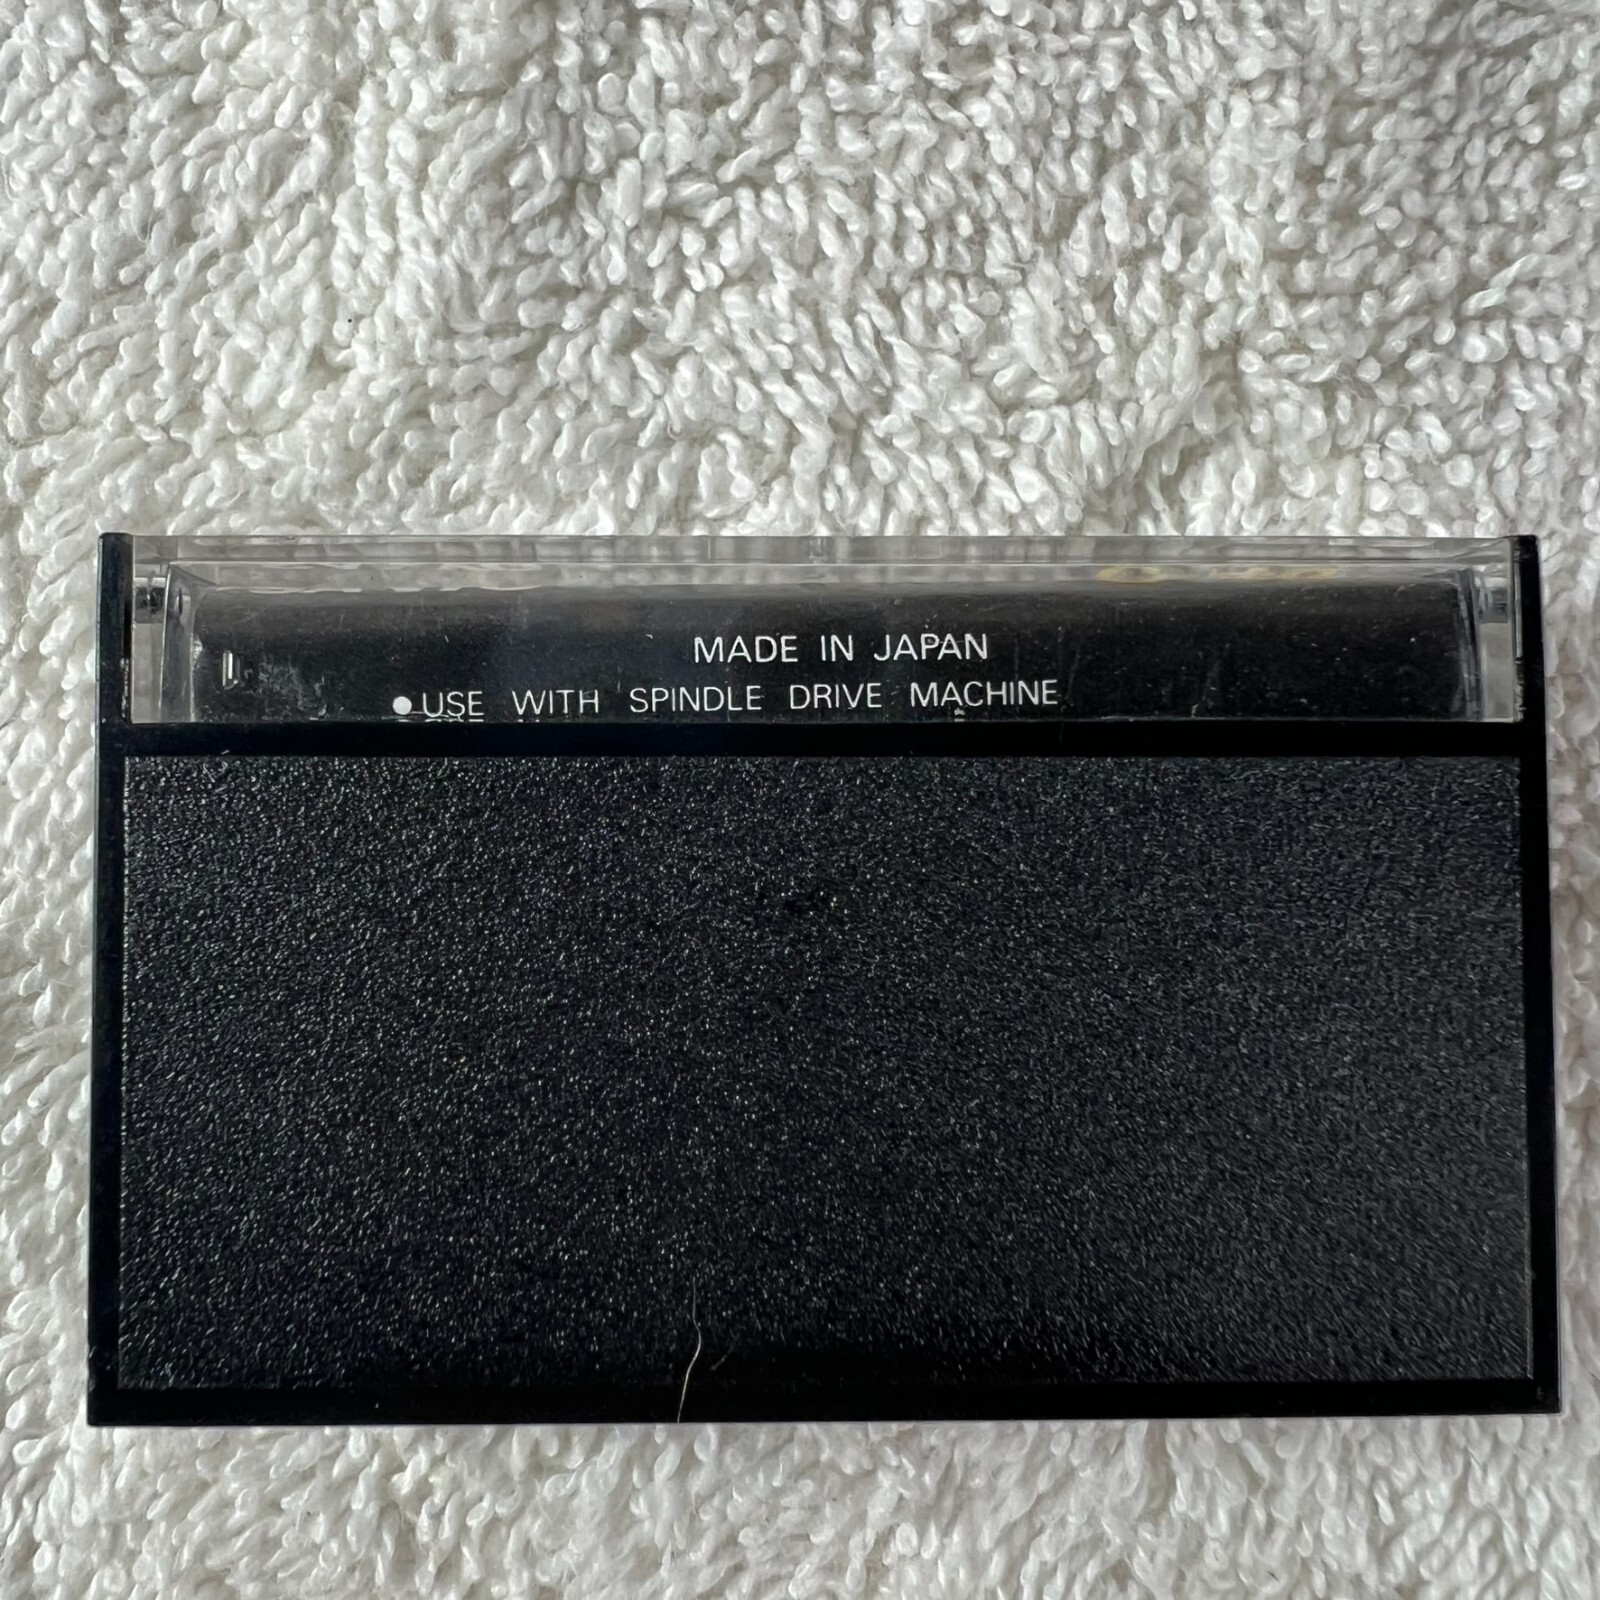 MADE IN JAPAN
● USE WITH SPINDLE DRIVE MACHINE